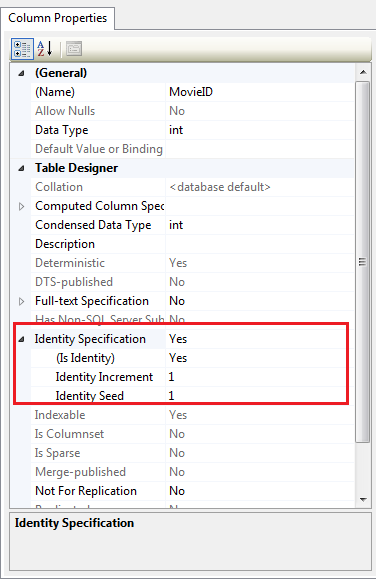 Column Properties
A Z
(General)
(Name) MovieID
Allow Nulls No
Data Type int
Default Value or Binding
Table Designer
Collation <database default>
Computed Column Spec
Condensed Data Type int
Description
Deterministic Yes
DTS-published No
Full-text Specification No
Has Non-SQL Server Sub No
Identity Specification Yes
(Is Identity) Yes
Identity Increment 1
Identity Seed 1
Indexable Yes
Is Columnset No
Is Sparse No
Merge-published No
Not For Replication No
Identity Specification